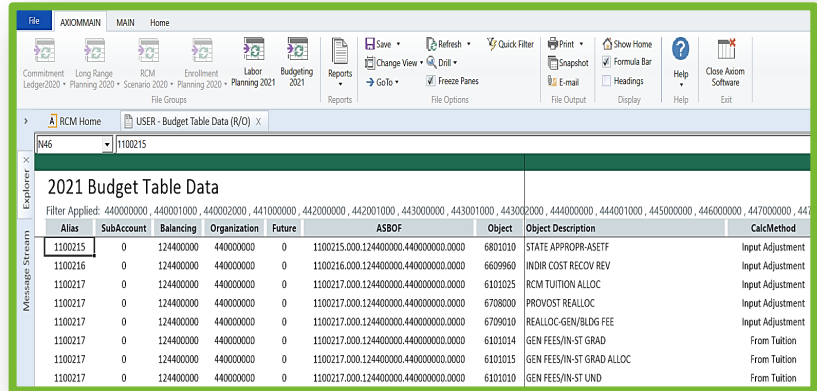 File AXIOMMAIN MAIN Home
Commitment Ledger2020 Long Range Planning 2020 RCM Scenario 2020 Enrollment Planning 2020 Labor Planning 2021 Budgeting 2021 Reports Save Refresh Quick Filter Print Show Home Help Close Axiom Software
Change View Drill Snapshot Formula Bar
GoTo Freeze Panes E-mail Headings
File Groups Reports File Options File Output Display Help Exit
RCM Home USER - Budget Table Data (R/O) X
N46 1100215
Explorer
Message Stream
2021 Budget Table Data
Filter Applied: 440000000 , 440001000 , 440002000 , 441000000 , 442000000 , 442001000 , 443000000 , 443001000 , 443002000 , 444000000 , 444001000 , 445000000 , 446000000 , 447000000 , 447
Alias SubAccount Balancing Organization Future ASBOF Object Object Description CalcMethod
1100215 0 124400000 440000000 0 1100215.000.124400000.440000000.0000 6801010 STATE APPROPR-ASETF Input Adjustment
1100216 0 124400000 440000000 0 1100216.000.124400000.440000000.0000 6609960 INDIR COST RECOV REV Input Adjustment
1100217 0 124400000 440000000 0 1100217.000.124400000.440000000.0000 6101025 RCM TUITION ALLOC Input Adjustment
1100217 0 124400000 440000000 0 1100217.000.124400000.440000000.0000 6708000 PROVOST REALLOC Input Adjustment
1100217 0 124400000 440000000 0 1100217.000.124400000.440000000.0000 6709010 REALLOC-GEN/BLDG FEE Input Adjustment
1100217 0 124400000 440000000 0 1100217.000.124400000.440000000.0000 6101014 GEN FEES/IN-ST GRAD From Tuition
1100217 0 124400000 440000000 0 1100217.000.124400000.440000000.0000 6101015 GEN FEES/IN-ST GRAD ALLOC From Tuition
1100217 0 124400000 440000000 0 1100217.000.124400000.440000000.0000 6101010 GEN FEES/IN-ST UND From Tuition